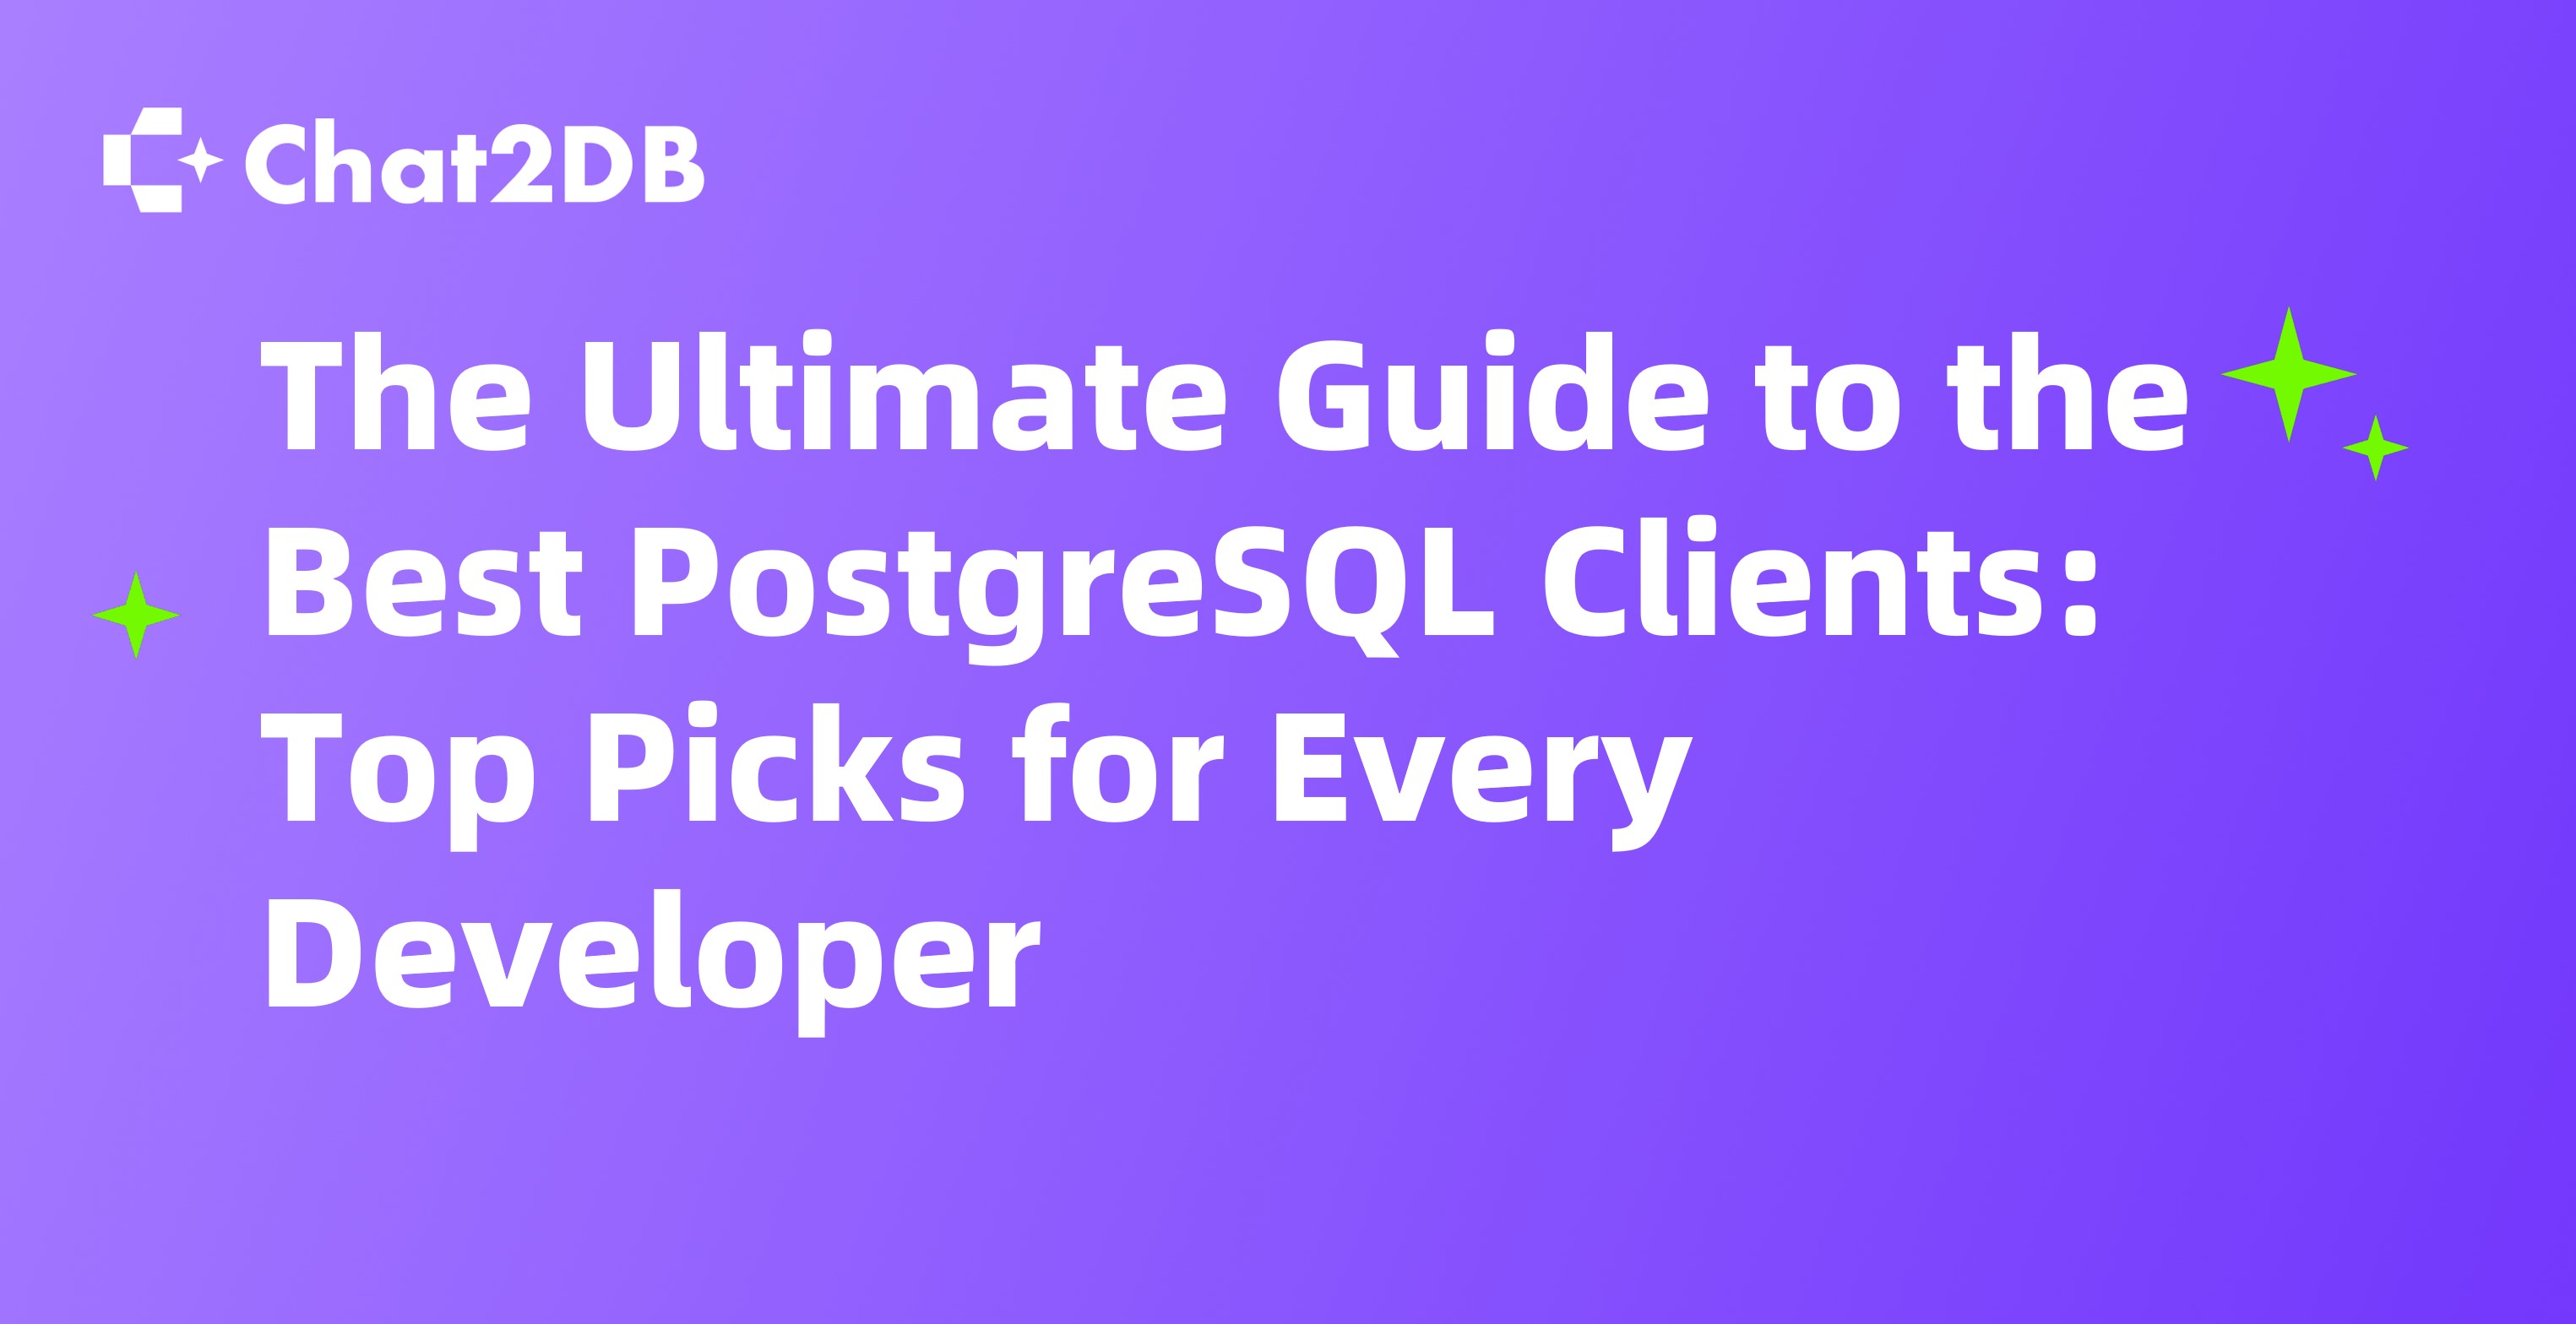 Chat2DB
The Ultimate Guide to the
Best PostgreSQL Clients:
Top Picks for Every
Developer